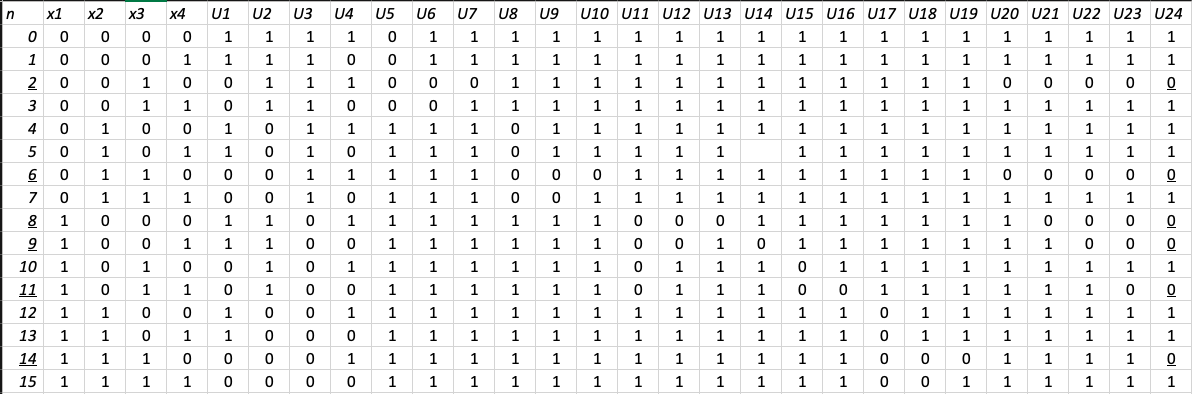 n x1 x2 x3 x4 U1 U2 U3 U4 U5 U6 U7 U8 U9 U10 U11 U12 U13 U14 U15 U16 U17 U18 U19 U20 U21 U22 U23 U24
0 0 0 0 0 1 1 1 1 0 1 1 1 1 1 1 1 1 1 1 1 1 1 1 1 1 1 1 1
1 0 0 0 1 1 1 1 0 0 1 1 1 1 1 1 1 1 1 1 1 1 1 1 1 1 1 1 1
2 0 0 1 0 0 1 1 1 0 0 0 1 1 1 1 1 1 1 1 1 1 1 1 0 0 0 0 0
3 0 0 1 1 0 1 1 0 0 0 1 1 1 1 1 1 1 1 1 1 1 1 1 1 1 1 1 1
4 0 1 0 0 1 0 1 1 1 1 1 0 1 1 1 1 1 1 1 1 1 1 1 1 1 1 1 1
5 0 1 0 1 1 0 1 0 1 1 1 0 1 1 1 1 1 1 1 1 1 1 1 1 1 1 1
6 0 1 1 0 0 0 1 1 1 1 1 0 0 0 1 1 1 1 1 1 1 1 1 0 0 0 0 0
7 0 1 1 1 0 0 1 0 1 1 1 0 0 1 1 1 1 1 1 1 1 1 1 1 1 1 1 1
8 1 0 0 0 1 1 0 1 1 1 1 1 1 1 0 0 0 1 1 1 1 1 1 1 0 0 0 0
9 1 0 0 1 1 1 0 0 1 1 1 1 1 1 0 0 1 0 1 1 1 1 1 1 1 0 0 0
10 1 0 1 0 0 1 0 1 1 1 1 1 1 1 0 1 1 1 0 1 1 1 1 1 1 1 1 1
11 1 0 1 1 0 1 0 0 1 1 1 1 1 1 0 1 1 1 0 0 1 1 1 1 1 1 0 0
12 1 1 0 0 1 0 0 1 1 1 1 1 1 1 1 1 1 1 1 1 0 1 1 1 1 1 1 1
13 1 1 0 1 1 0 0 0 1 1 1 1 1 1 1 1 1 1 1 1 0 1 1 1 1 1 1 1
14 1 1 1 0 0 0 0 1 1 1 1 1 1 1 1 1 1 1 1 1 0 0 0 1 1 1 1 0
15 1 1 1 1 0 0 0 0 1 1 1 1 1 1 1 1 1 1 1 1 0 0 1 1 1 1 1 1